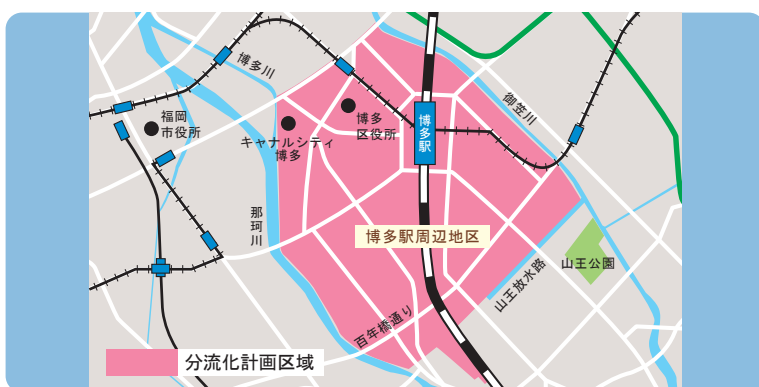 博多川
御笠川
福岡
市役所
博多
区役所
キャナルシティ
博多
博多駅
那珂川
博多駅周辺地区
山王公園
山王放水路
百年橋通り
分流化計画区域